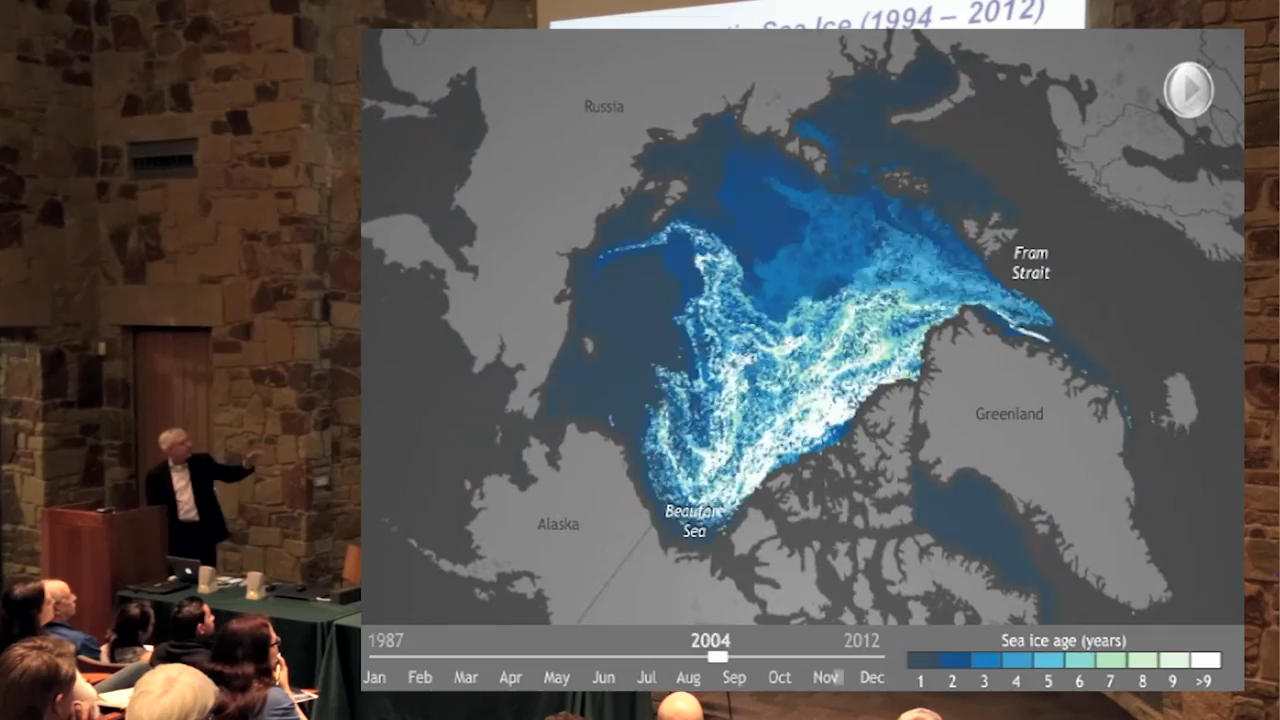 Sea Ice (1994 – 2012)
Russia
Fram
Strait
Greenland
Beaufort
Sea
Alaska
1987 2004 2012
Jan Feb Mar Apr May Jun Jul Aug Sep Oct Nov Dec
Sea ice age (years)
1 2 3 4 5 6 7 8 9 >9